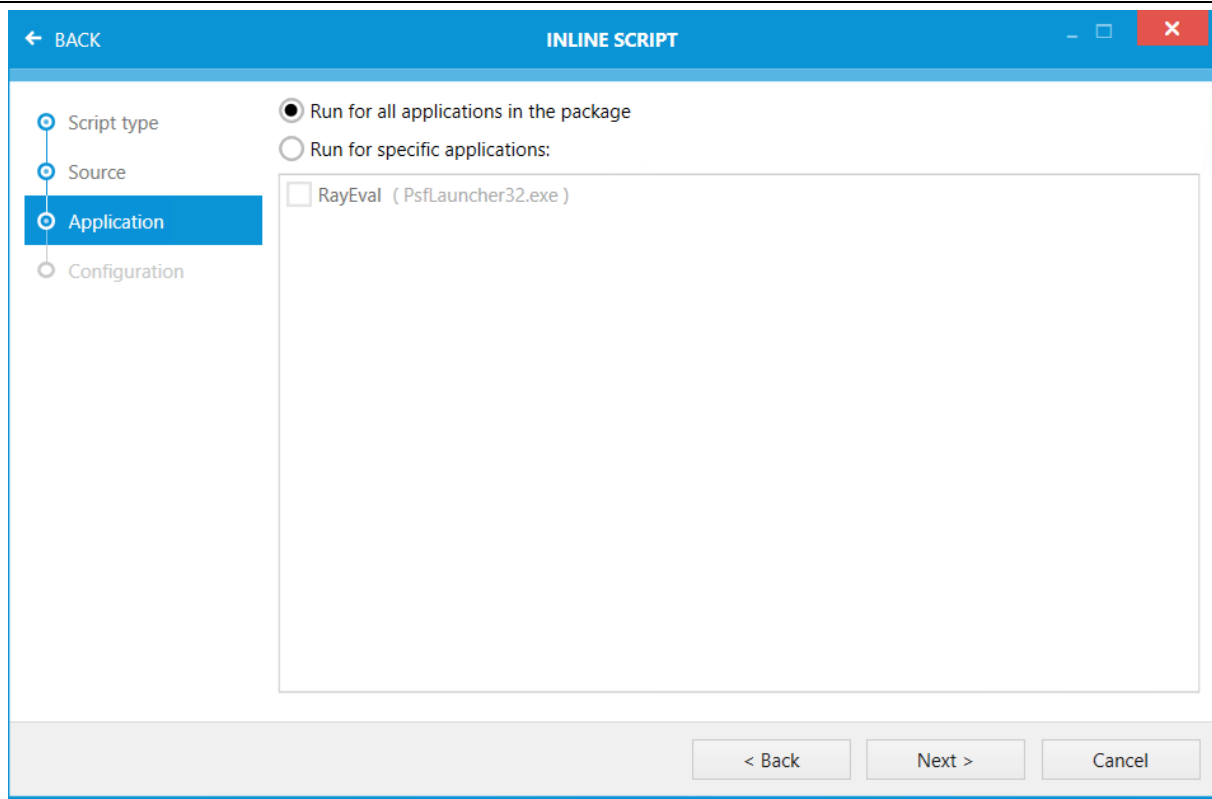 BACK
INLINE SCRIPT
Script type
Source
Application
Configuration
Run for all applications in the package
Run for specific applications:
RayEval ( PsfLauncher32.exe )
< Back
Next >
Cancel